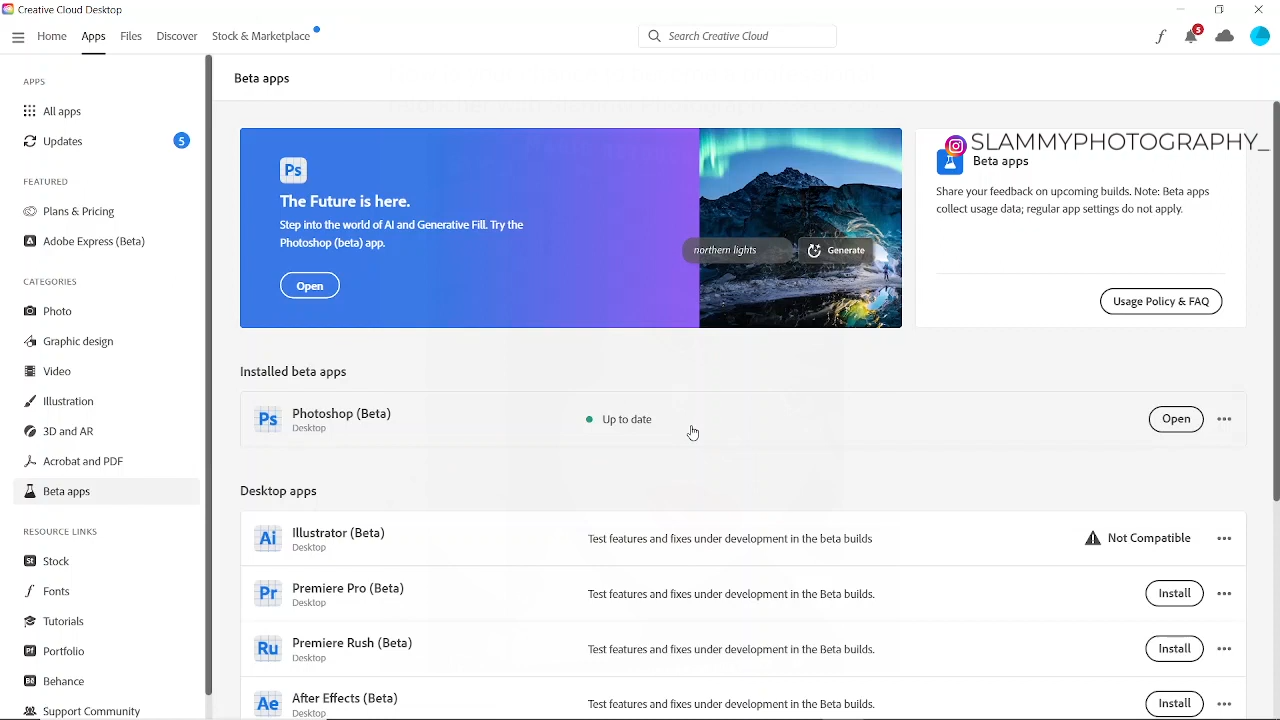 Creative Cloud Desktop
Home Apps Files Discover Stock & Marketplace
Search Creative Cloud
3
APPS
All apps
Updates 5
FEATURED
Plans & Pricing
Adobe Express (Beta)
CATEGORIES
Photo
Graphic design
Video
Illustration
3D and AR
Acrobat and PDF
Beta apps
RESOURCE LINKS
St Stock
Fonts
Tutorials
Pf Portfolio
Bē Behance
Support Community
Beta apps
Ps
The Future is here.
Step into the world of AI and Generative Fill. Try the
Photoshop (beta) app.
Open
northern lights Generate
SLAMMYPHOTOGRAPHY_
Beta apps
Share your feedback on upcoming builds. Note: Beta apps
collect usage data; regular app settings do not apply.
Usage Policy & FAQ
Installed beta apps
Ps Photoshop (Beta) Up to date Open
Desktop
Desktop apps
Ai Illustrator (Beta) Test features and fixes under development in the beta builds Not Compatible
Desktop
Pr Premiere Pro (Beta) Test features and fixes under development in the Beta builds. Install
Desktop
Ru Premiere Rush (Beta) Test features and fixes under development in the Beta builds. Install
Desktop
Ae After Effects (Beta) Test features and fixes under development in the Beta builds. Install
Desktop